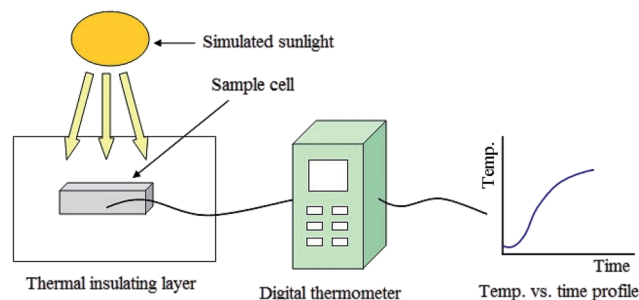 Simulated sunlight
Sample cell
Temp.
Time
Thermal insulating layer
Digital thermometer
Temp. vs. time profile